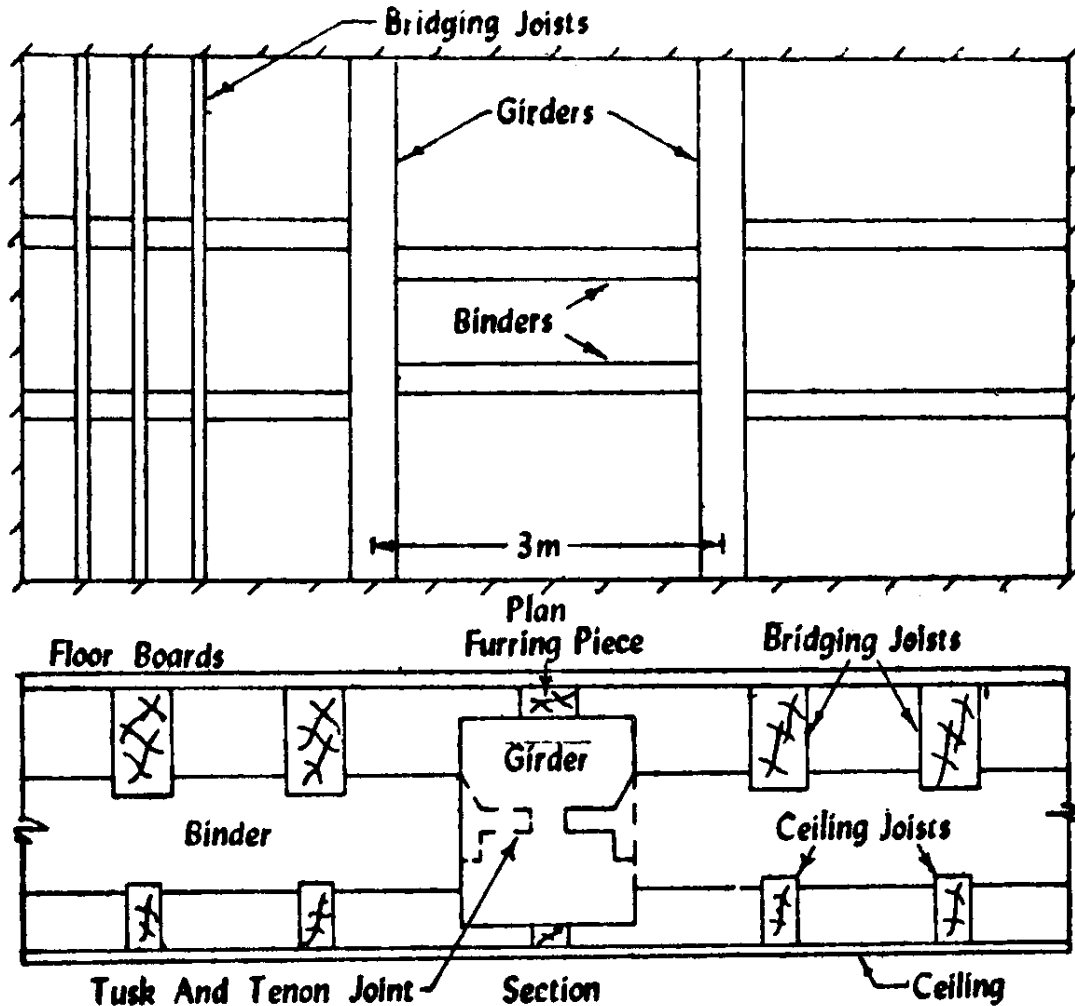 Bridging Joists
Girders
Binders
3m
Plan
Floor Boards
Furring Piece
Bridging Joists
Girder
Binder
Ceiling Joists
Tusk And Tenon Joint
Section
Ceiling